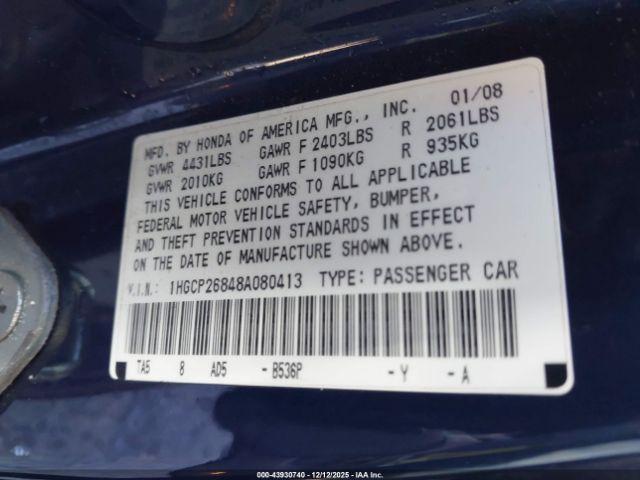 MFD. BY HONDA OF AMERICA MFG., INC. 01/08
GVWR 4431LBS GAWR F 2403LBS R 2061LBS
GVWR 2010KG GAWR F 1090KG R 935KG
THIS VEHICLE CONFORMS TO ALL APPLICABLE
FEDERAL MOTOR VEHICLE SAFETY, BUMPER,
AND THEFT PREVENTION STANDARDS IN EFFECT
ON THE DATE OF MANUFACTURE SHOWN ABOVE.
V.I.N.: 1HGCP26848A080413 TYPE: PASSENGER CAR
TA5 8 AD5 - B536P - Y - A
000-43930740 - 12/12/2025 - IAAI.COM